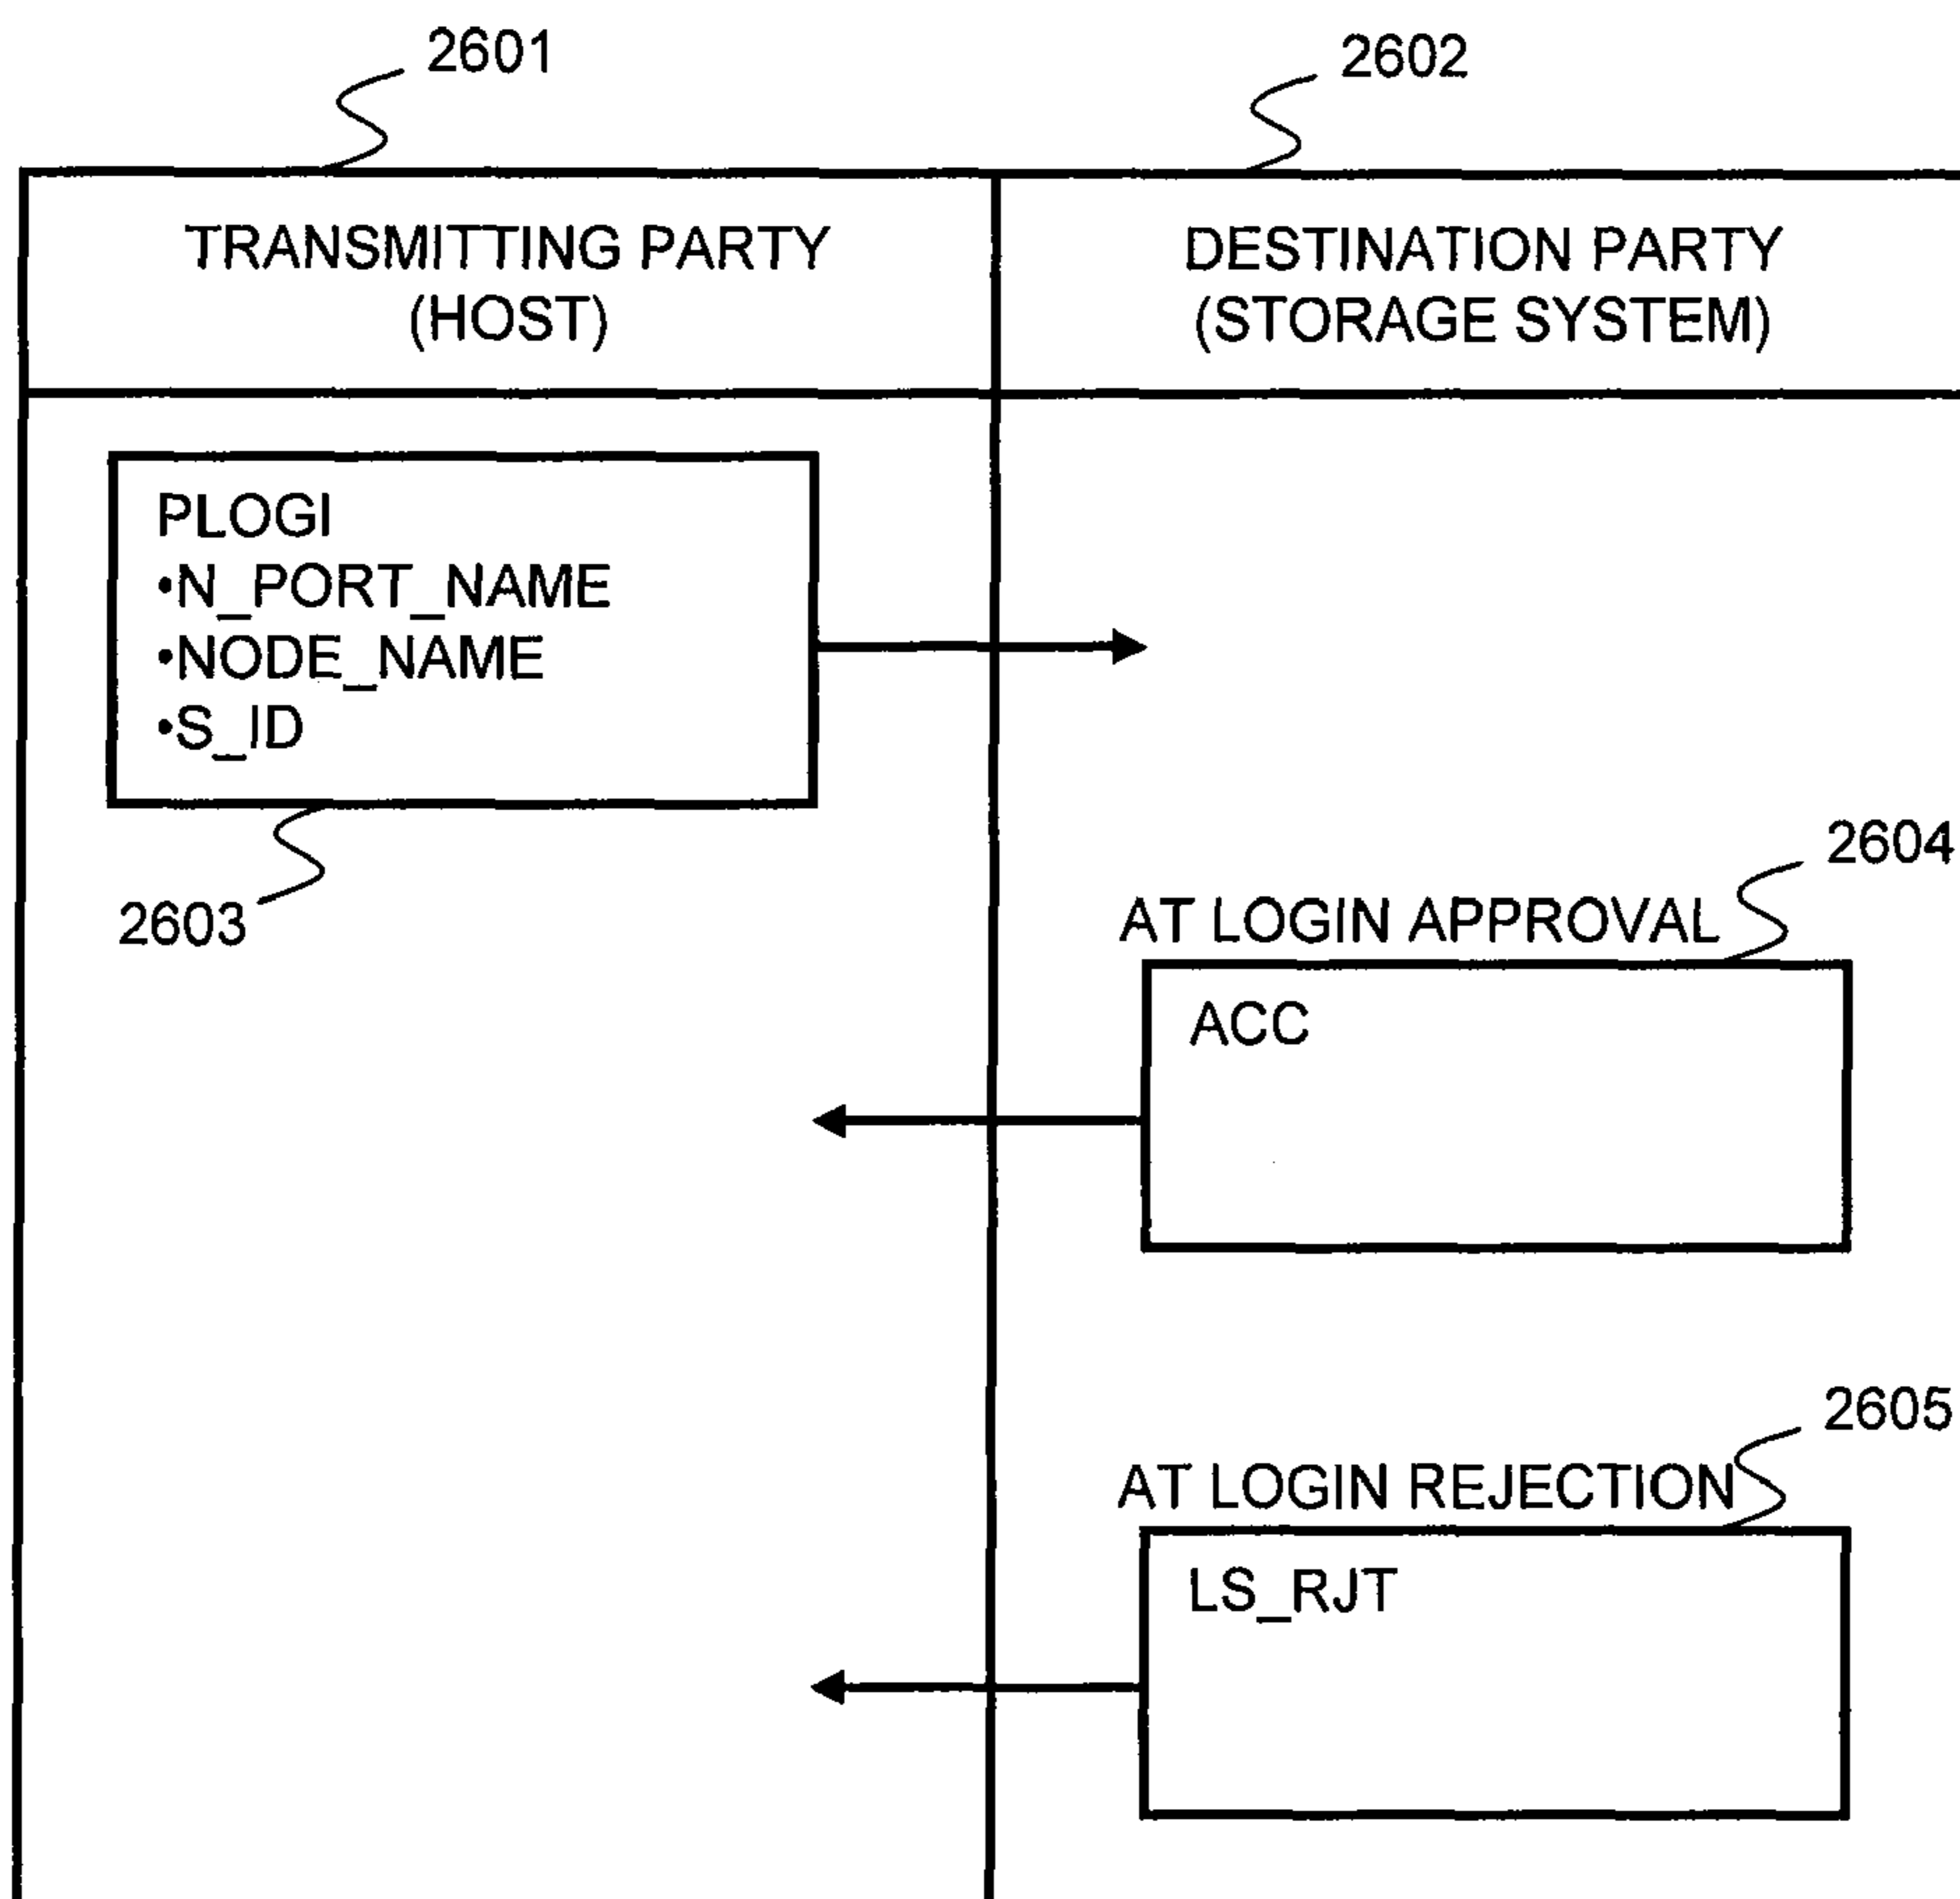 2601
2602
TRANSMITTING PARTY
(HOST)
DESTINATION PARTY
(STORAGE SYSTEM)
PLOGI
•N_PORT_NAME
•NODE_NAME
•S_ID
2603
2604
AT LOGIN APPROVAL
ACC
2605
AT LOGIN REJECTION
LS_RJT